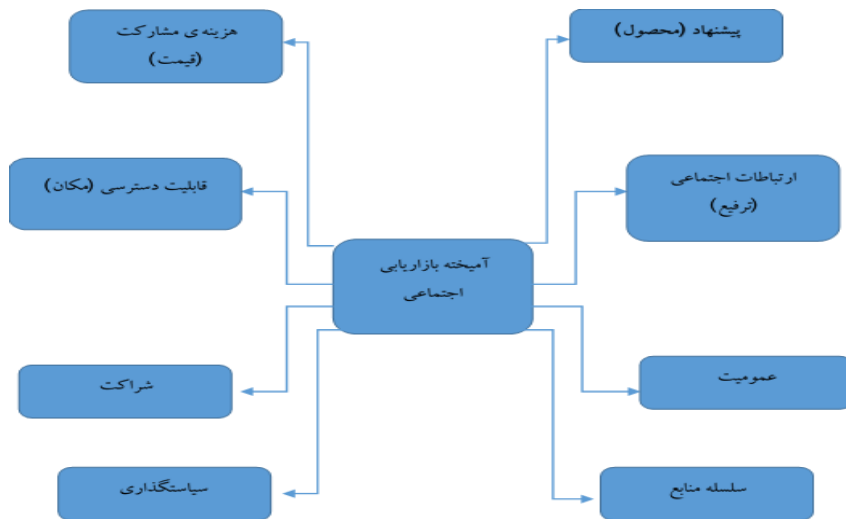 پیشنهاد (محصول)
هزینه ی مشارکت
(قیمت)
ارتباطات اجتماعی
(ترفیع)
قابلیت دسترسی (مکان)
آمیخته بازاریابی
اجتماعی
عمومیت
شراکت
سلسله منابع
سیاستگذاری